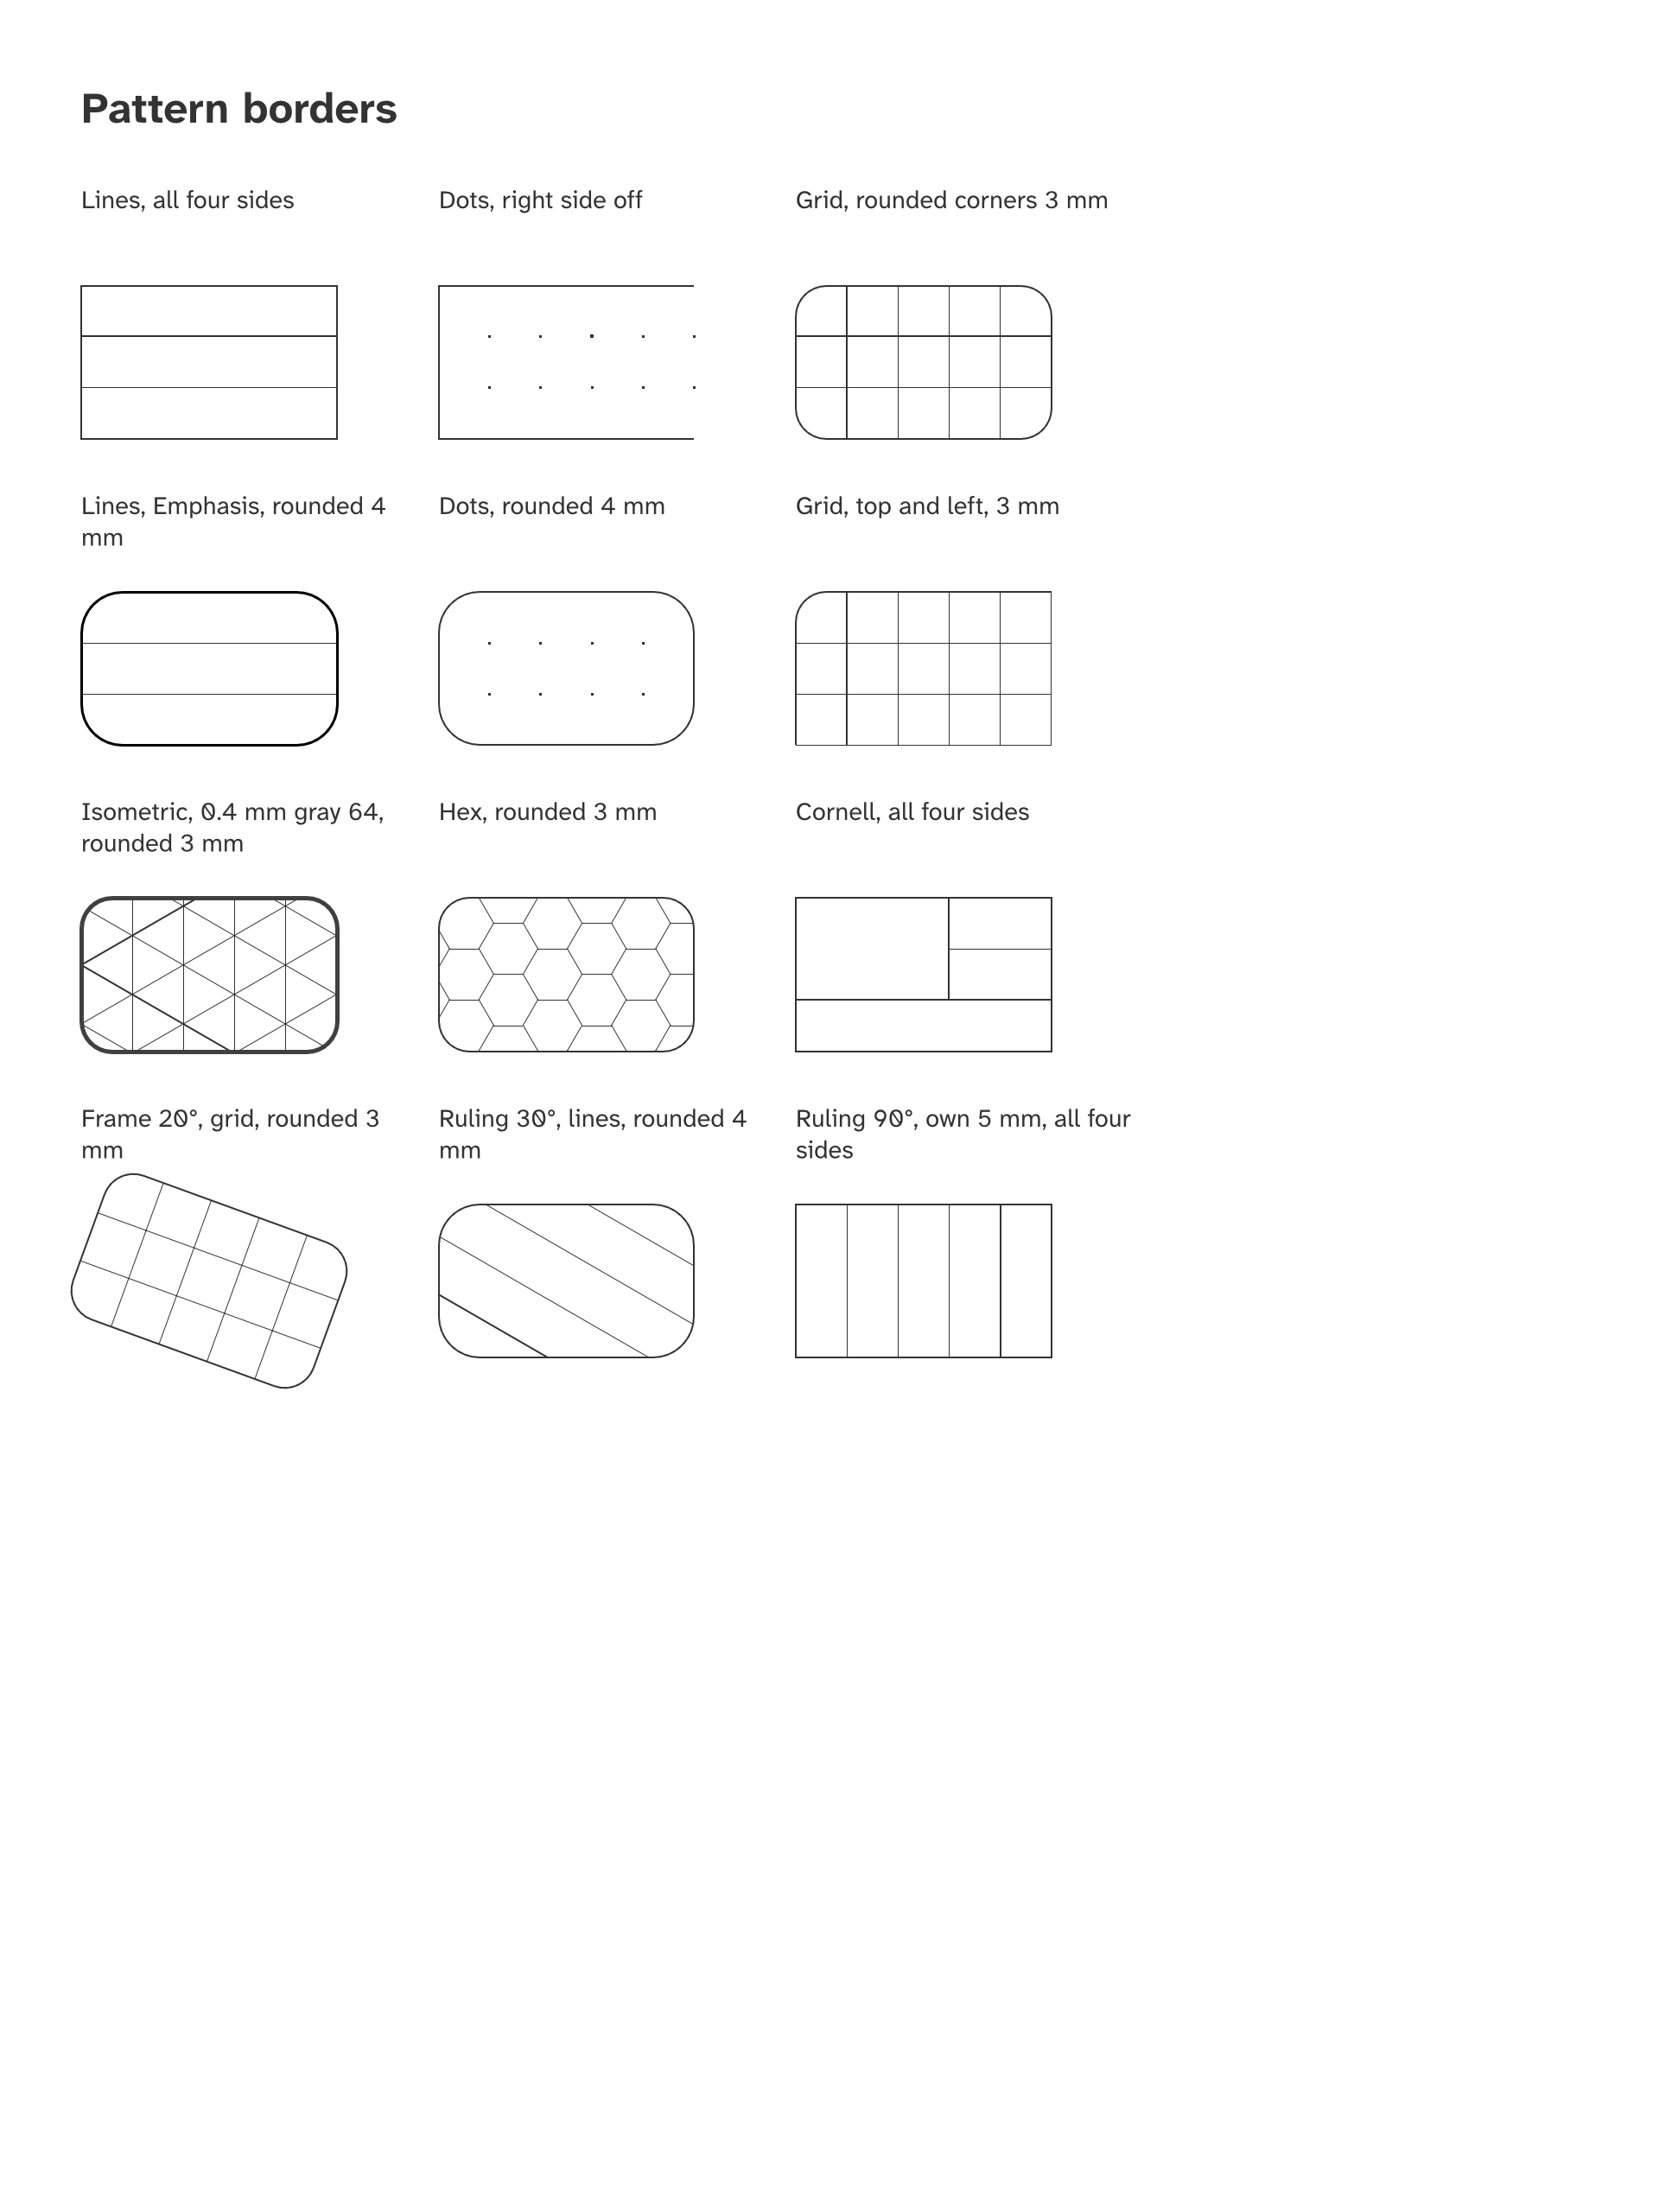 Pattern borders
Lines, all four sides
Dots, right side off
Grid, rounded corners 3 mm
Lines, Emphasis, rounded 4
mm
Dots, rounded 4 mm
Grid, top and left, 3 mm
Isometric, 0.4 mm gray 64,
rounded 3 mm
Hex, rounded 3 mm
Cornell, all four sides
Frame 20°, grid, rounded 3
mm
Ruling 30°, lines, rounded 4
mm
Ruling 90°, own 5 mm, all four
sides